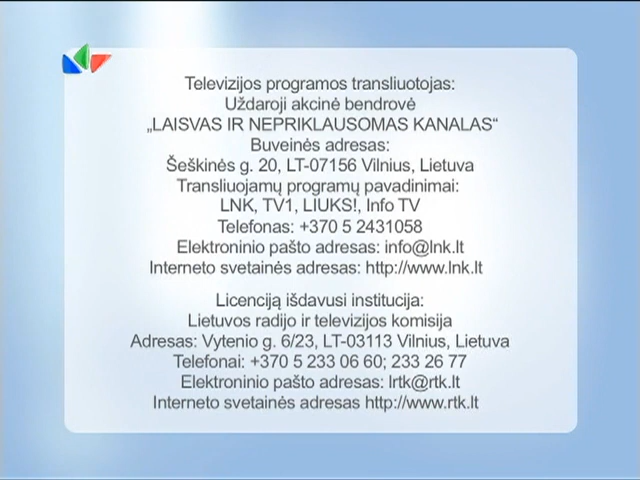 Televizijos programos transliuotojas:
Uždaroji akcinė bendrovė
„LAISVAS IR NEPRIKLAUSOMAS KANALAS“
Buveinės adresas:
Šeškinės g. 20, LT-07156 Vilnius, Lietuva
Transliuojamų programų pavadinimai:
LNK, TV1, LIUKS!, Info TV
Telefonas: +370 5 2431058
Elektroninio pašto adresas: info@lnk.lt
Interneto svetainės adresas: http://www.lnk.lt
Licenciją išdavusi institucija:
Lietuvos radijo ir televizijos komisija
Adresas: Vytenio g. 6/23, LT-03113 Vilnius, Lietuva
Telefonai: +370 5 233 06 60; 233 26 77
Elektroninio pašto adresas: lrtk@rtk.lt
Interneto svetainės adresas http://www.rtk.lt